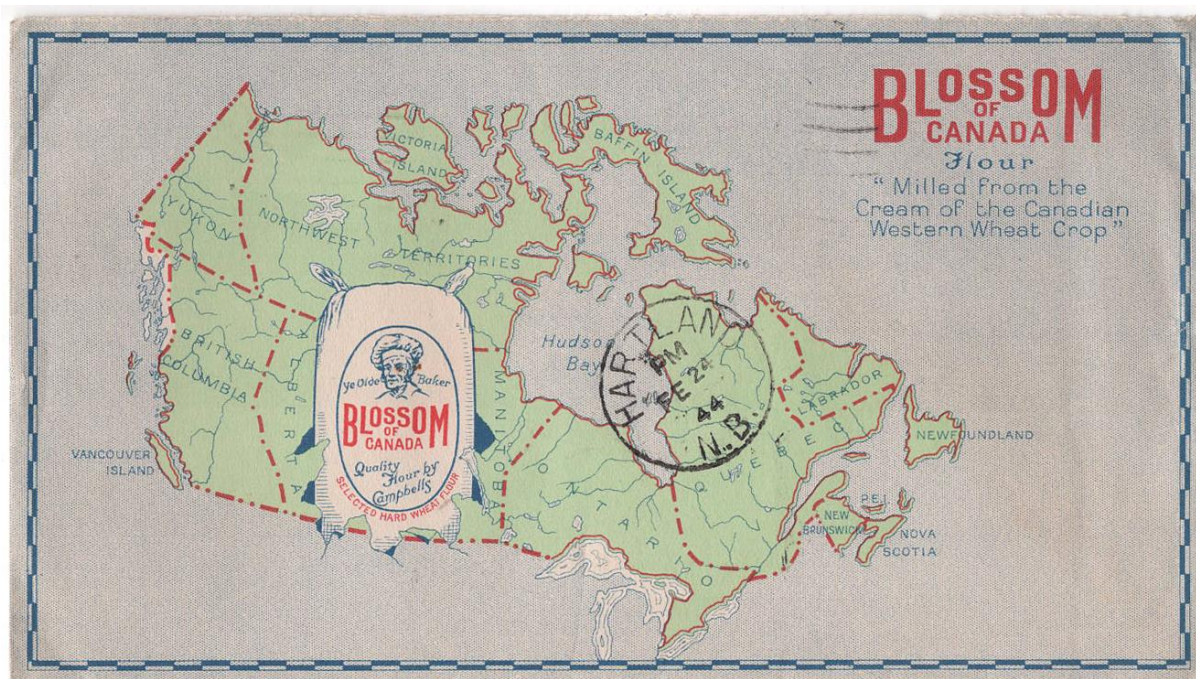 BLOSSOM
OF
CANADA
Flour
"Milled from the
Cream of the Canadian
Western Wheat Crop"
VICTORIA
ISLAND
BAFFIN ISLAND
YUKON
NORTHWEST
TERRITORIES
Hudson
Bay
HARTLAND
PM
FE 24
44
N.B.
BRITISH
COLUMBIA
ALBERTA
Ye Olde Baker
BLOSSOM
OF
CANADA
Quality
Flour by
Campbells
SELECTED HARD WHEAT FLOUR
MANITOBA
ONTARIO
QUEBEC
LABRADOR
NEWFOUNDLAND
VANCOUVER
ISLAND
P.E.I.
NEW
BRUNSWICK
NOVA
SCOTIA